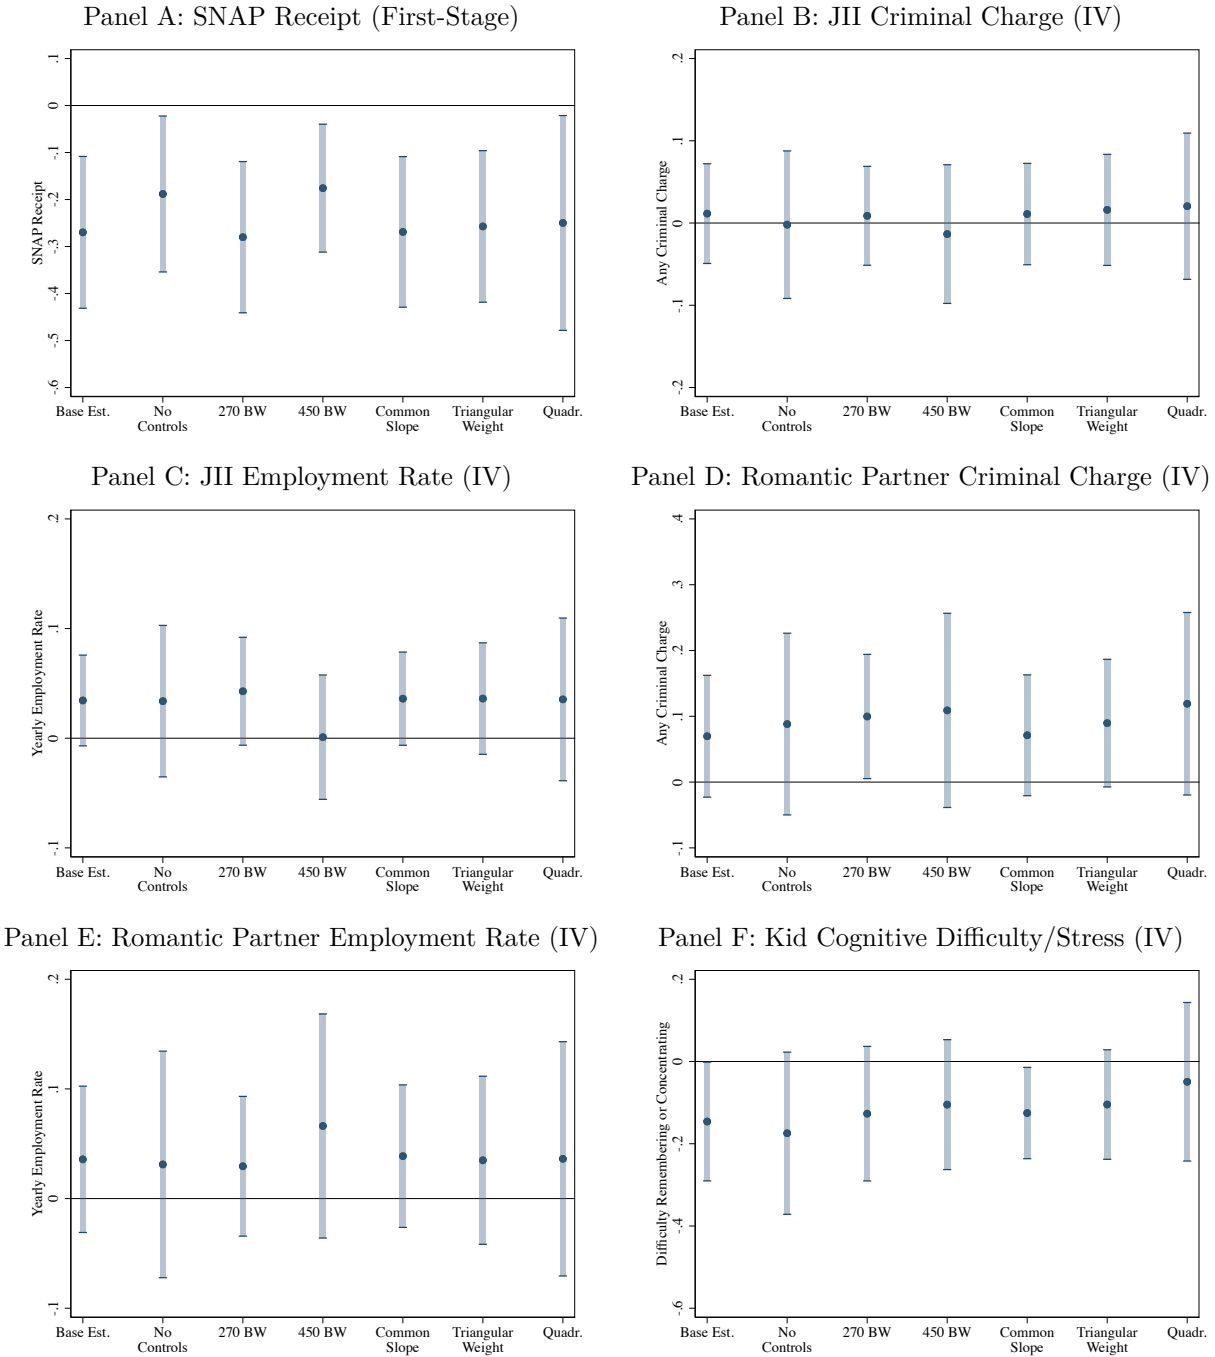 Panel A: SNAP Receipt (First-Stage)
SNAP Receipt
.1
0
-.1
-.2
-.3
-.4
-.5
-.6
Base Est.
No Controls
270 BW
450 BW
Common Slope
Triangular Weight
Quadr.
Panel B: JII Criminal Charge (IV)
Any Criminal Charge
.2
.1
0
-.1
-.2
Base Est.
No Controls
270 BW
450 BW
Common Slope
Triangular Weight
Quadr.
Panel C: JII Employment Rate (IV)
Yearly Employment Rate
.2
.1
0
-.1
Base Est.
No Controls
270 BW
450 BW
Common Slope
Triangular Weight
Quadr.
Panel D: Romantic Partner Criminal Charge (IV)
Any Criminal Charge
.4
.3
.2
.1
0
-.1
Base Est.
No Controls
270 BW
450 BW
Common Slope
Triangular Weight
Quadr.
Panel E: Romantic Partner Employment Rate (IV)
Yearly Employment Rate
.2
.1
0
-.1
Base Est.
No Controls
270 BW
450 BW
Common Slope
Triangular Weight
Quadr.
Panel F: Kid Cognitive Difficulty/Stress (IV)
Difficulty Remembering or Concentrating
.2
0
-.2
-.4
-.6
Base Est.
No Controls
270 BW
450 BW
Common Slope
Triangular Weight
Quadr.